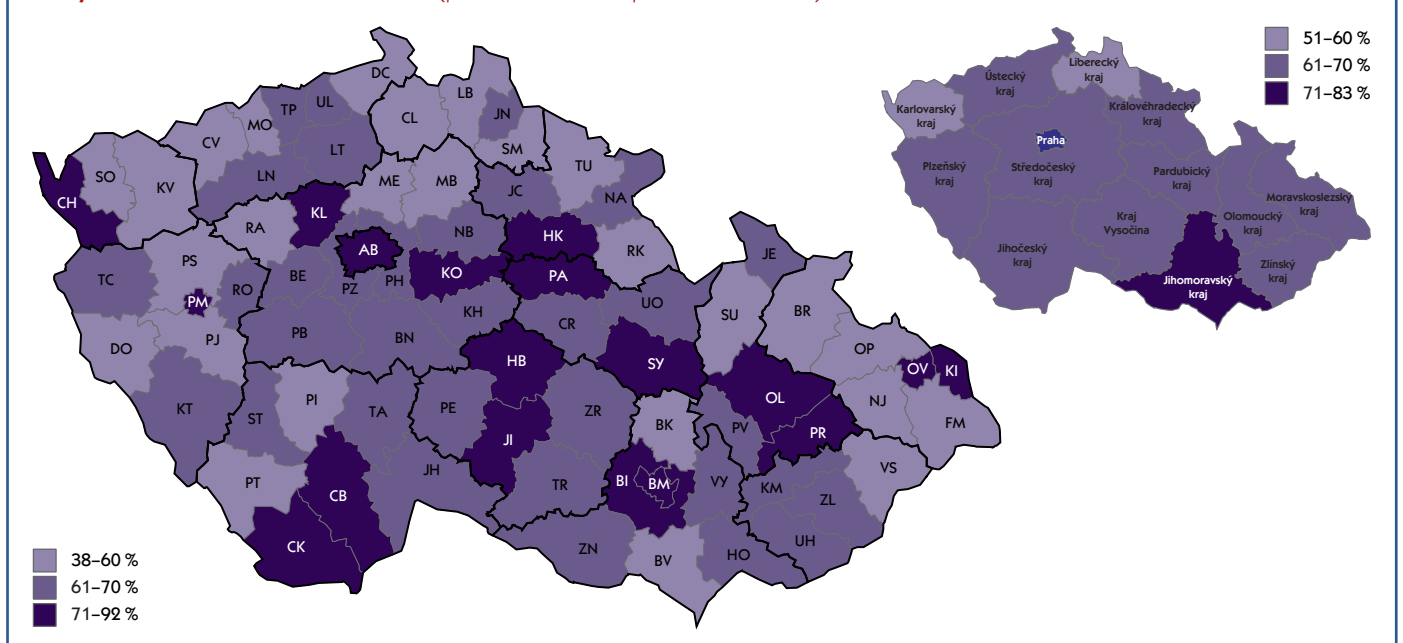 DC
LB
UL
TP
JN
CL
MO
CV
SM
LT
TU
SO
LN
ME
MB
KV
JC
NA
CH
KL
RA
NB
HK
AB
RK
PS
KO
PA
TC
BE
PH
JE
RO
PZ
PM
UO
KH
BR
SU
CR
PB
BN
PJ
DO
OP
HB
SY
OV
KI
PI
OL
NJ
KT
ST
TA
PE
ZR
BK
PV
PR
FM
JI
JH
VS
PT
TR
BI
BM
VY
KM
CB
ZL
UH
CK
ZN
HO
BV
38–60 %
61–70 %
71–92 %
51–60 %
61–70 %
71–83 %
Liberecký
kraj
Ústecký
kraj
Karlovarský
kraj
Královéhradecký
kraj
Praha
Plzeňský
kraj
Středočeský
kraj
Pardubický
kraj
Moravskoslezský
kraj
Kraj
Vysočina
Olomoucký
kraj
Jihočeský
kraj
Zlínský
kraj
Jihomoravský
kraj